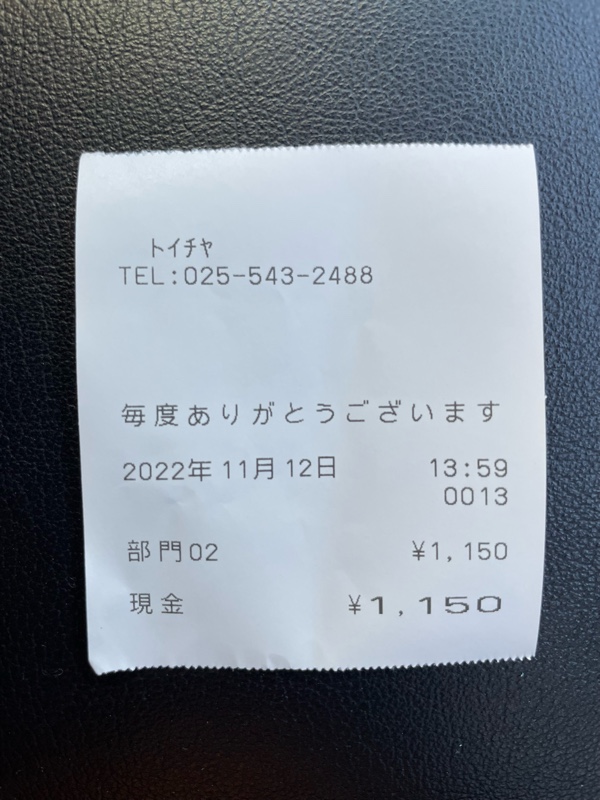 トイチヤ
TEL:025-543-2488
毎度ありがとうございます
2022年 11月 12日 13:59
0013
部門02 ¥1,150
現金 ¥1,150